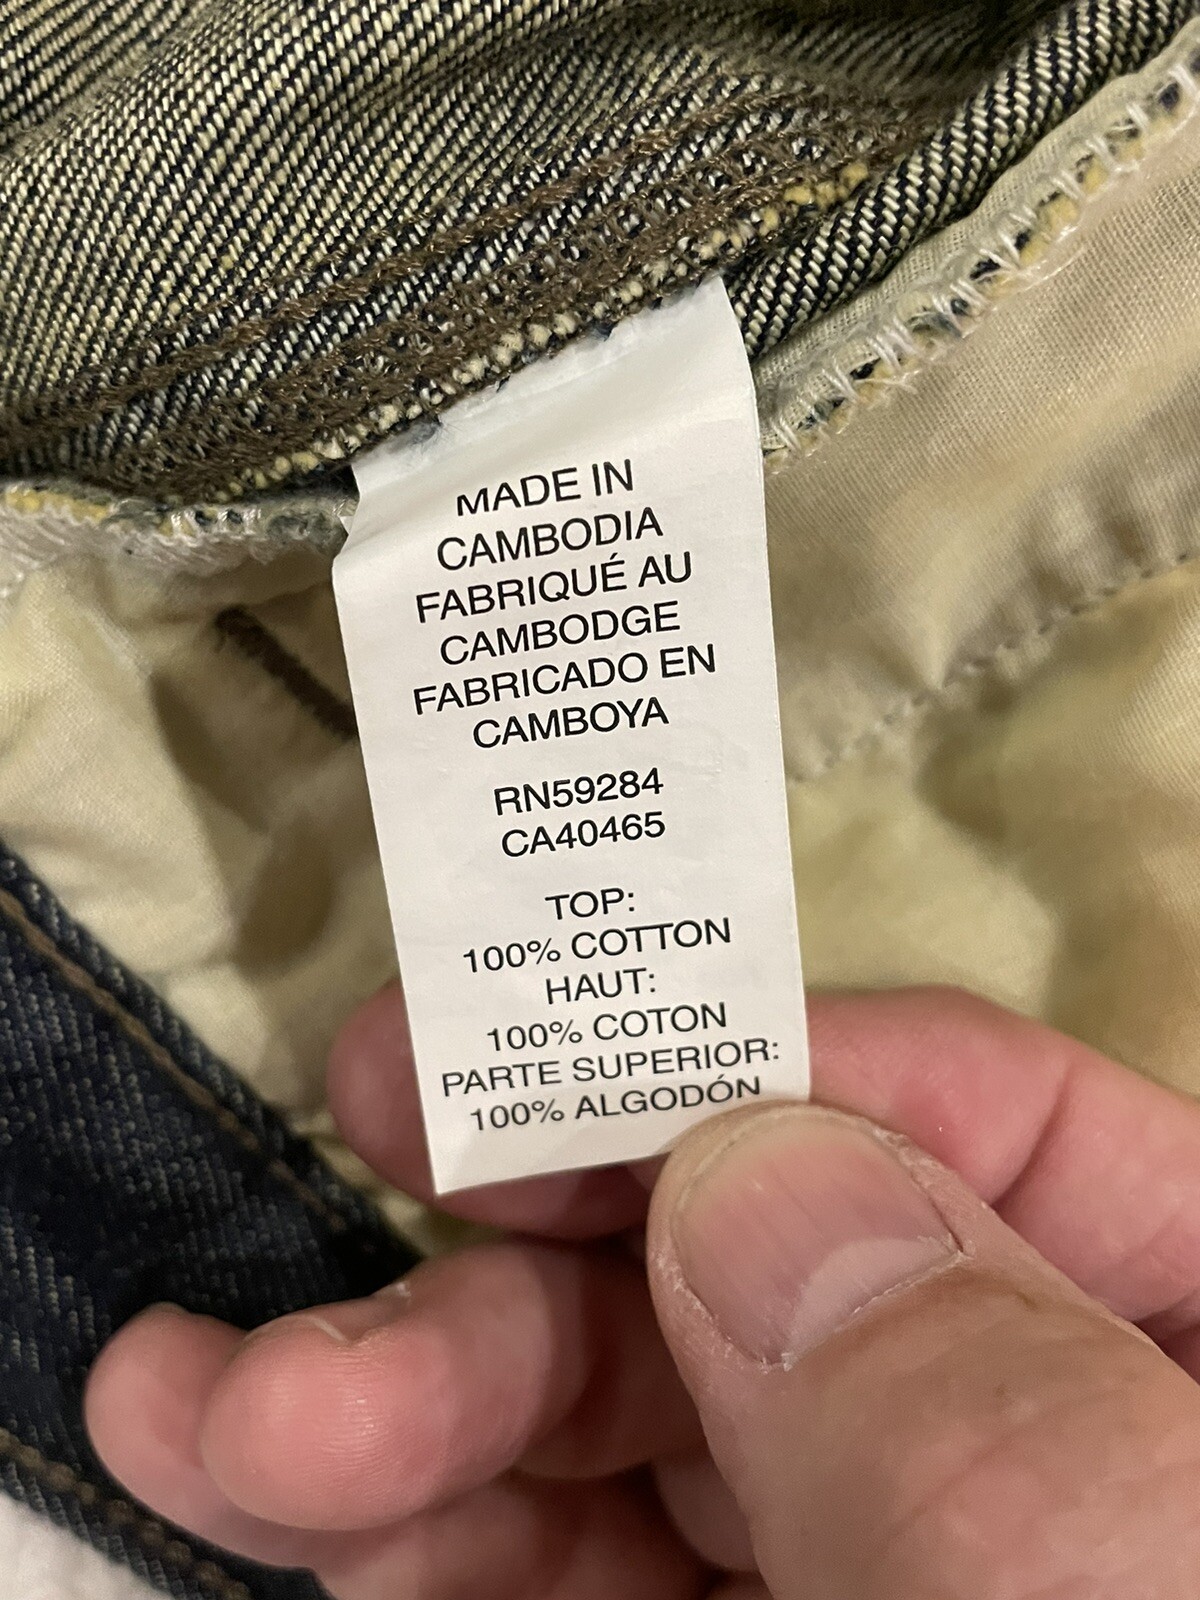 MADE IN
CAMBODIA
FABRIQUÉ AU
CAMBODGE
FABRICADO EN
CAMBOYA
RN59284
CA40465
TOP:
100% COTTON
HAUT:
100% COTON
PARTE SUPERIOR:
100% ALGODÓN